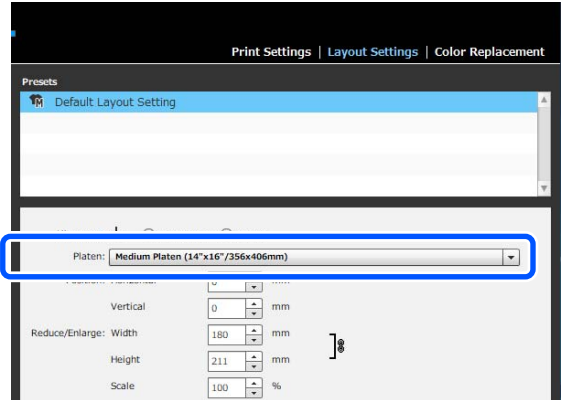 Print Settings | Layout Settings | Color Replacement
Presets
M Default Layout Setting
Platen: Medium Platen (14"x16"/356x406mm)
0 mm
Vertical 0 mm
Reduce/Enlarge: Width 180 mm
Height 211 mm
Scale 100 %